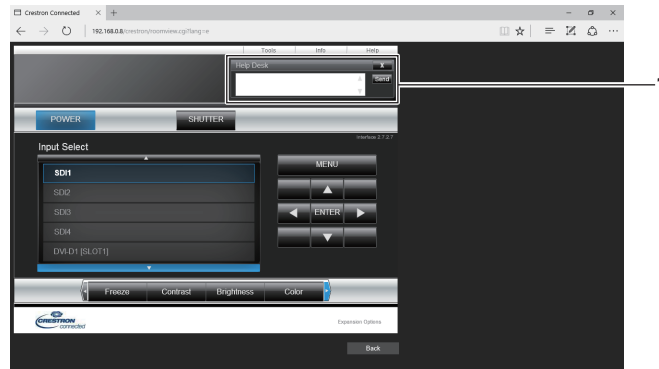 Crestron Connected
192.168.0.8/crestron/roomview.cgi?lang=e
Tools Info Help
Help Desk X
Send
POWER SHUTTER
Interface 2.7.2.7
Input Select
MENU
SDI1
SDI2
SDI3
ENTER
SDI4
DVI-D1 [SLOT1]
Freeze Contrast Brightness Color
CRESTRON
connected
Expansion Options
Back